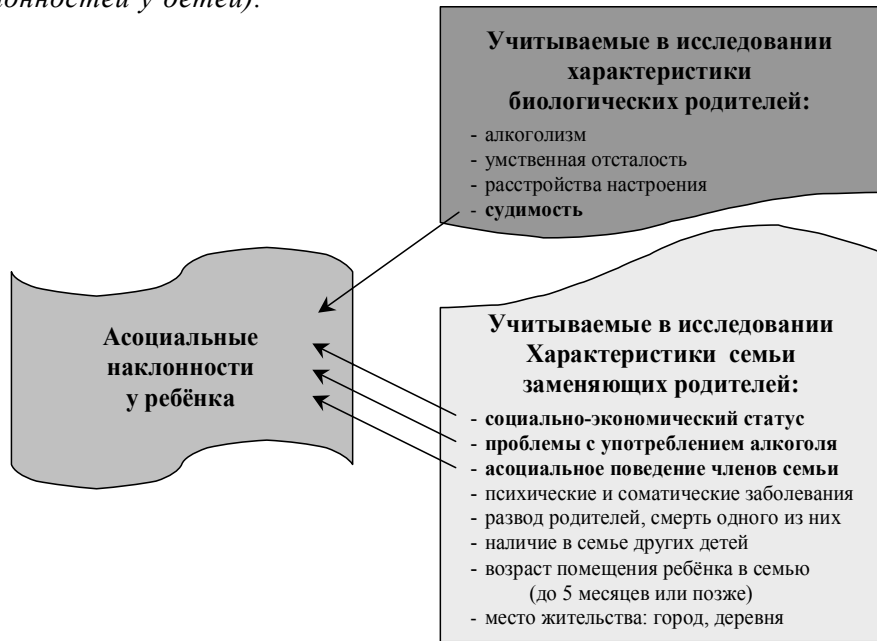 у детей).
Учитываемые в исследовании
характеристики
биологических родителей:
- алкоголизм
- умственная отсталость
- расстройства настроения
- судимость
Асоциальные
наклонности
у ребёнка
Учитываемые в исследовании
Характеристики семьи
заменяющих родителей:
- социально-экономический статус
- проблемы с употреблением алкоголя
- асоциальное поведение членов семьи
- психические и соматические заболевания
- развод родителей, смерть одного из них
- наличие в семье других детей
- возраст помещения ребёнка в семью
(до 5 месяцев или позже)
- место жительства: город, деревня